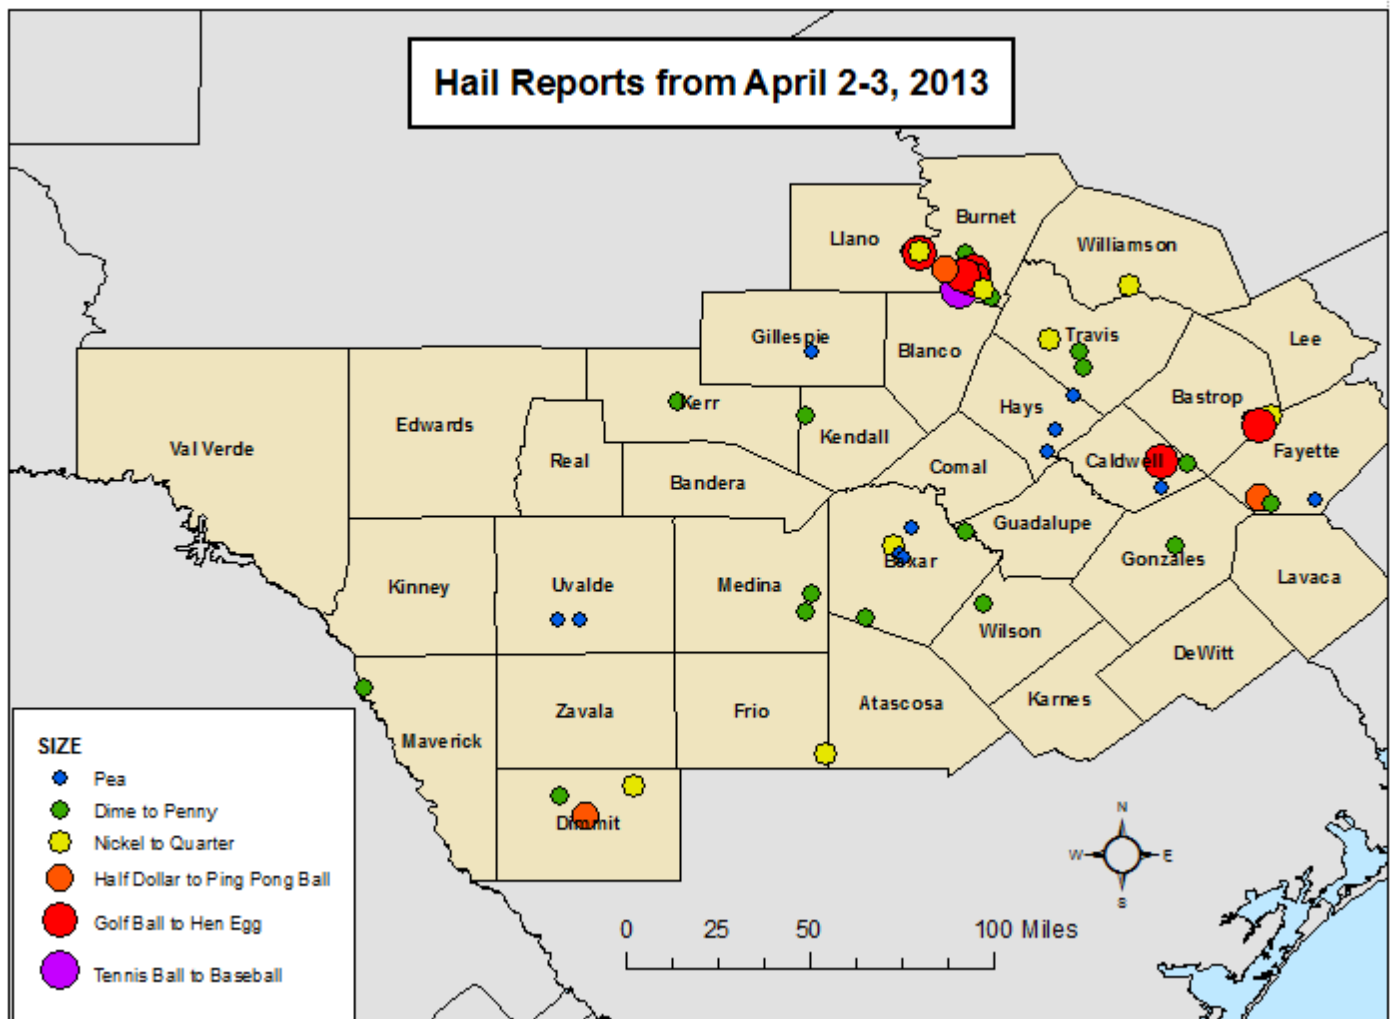 Hail Reports from April 2-3, 2013
Burnet
Llano
Williamson
Gillespie
Blanco
Travis
Lee
Kerr
Hays
Bastrop
Edwards
Kendall
Val Verde
Real
Bandera
Comal
Caldwell
Fayette
Guadalupe
Kinney
Uvalde
Medina
Bexar
Gonzales
Lavaca
Wilson
DeWitt
Zavala
Frio
Atascosa
Karnes
Maverick
Dimmit
SIZE
Pea
Dime to Penny
Nickel to Quarter
Half Dollar to Ping Pong Ball
Golf Ball to Hen Egg
Tennis Ball to Baseball
N
W E
S
0 25 50 100 Miles